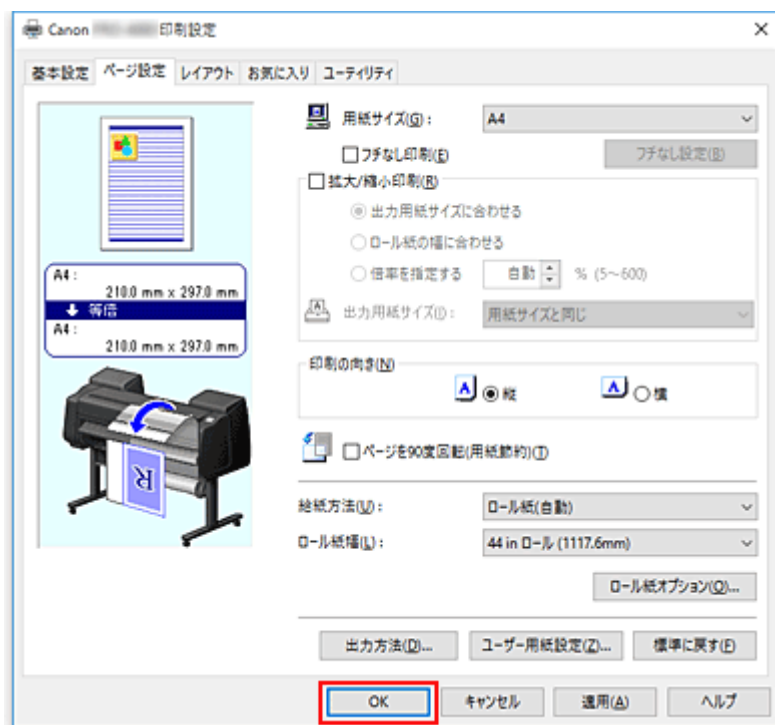 Canon 印刷設定
基本設定 ページ設定 レイアウト お気に入り ユーティリティ
用紙サイズ(G): A4
フチなし印刷(E) フチなし設定(B)
拡大/縮小印刷(R)
出力用紙サイズに合わせる
ロール紙の幅に合わせる
倍率を指定する 自動 % (5～600)
出力用紙サイズ(I): 用紙サイズと同じ
A4:
210.0 mm x 297.0 mm
等倍
A4:
210.0 mm x 297.0 mm
印刷の向き(N)
A 縦 A 横
ページを90度回転(用紙節約)(T)
R
給紙方法(U): ロール紙(自動)
ロール紙幅(L): 44 in ロール (1117.6mm)
ロール紙オプション(O)...
出力方法(D)... ユーザー用紙設定(Z)... 標準に戻す(F)
OK キャンセル 適用(A) ヘルプ